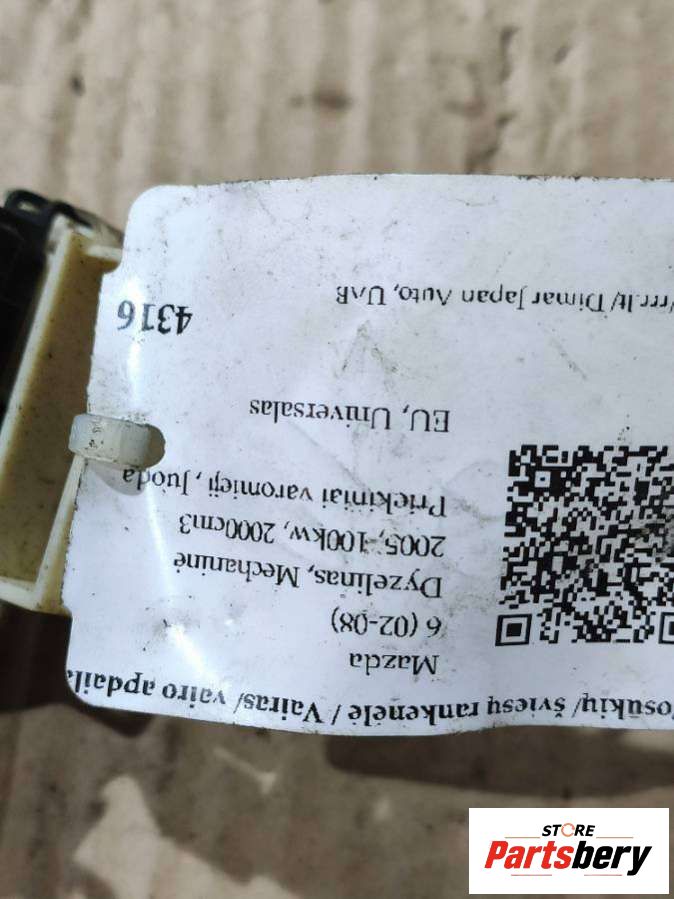 Posūkių/ šviesų rankenėlė / Vairas/ vairo apdaila
Mazda
6 (02-08)
Dyzelinas, Mechaninė
2005, 100kw, 2000cm3
Priekiniai varomieji, Juoda
EU, Universalas
4316
/rrr.lt/ Dimar Japan Auto, UAB
STORE
Partsbery